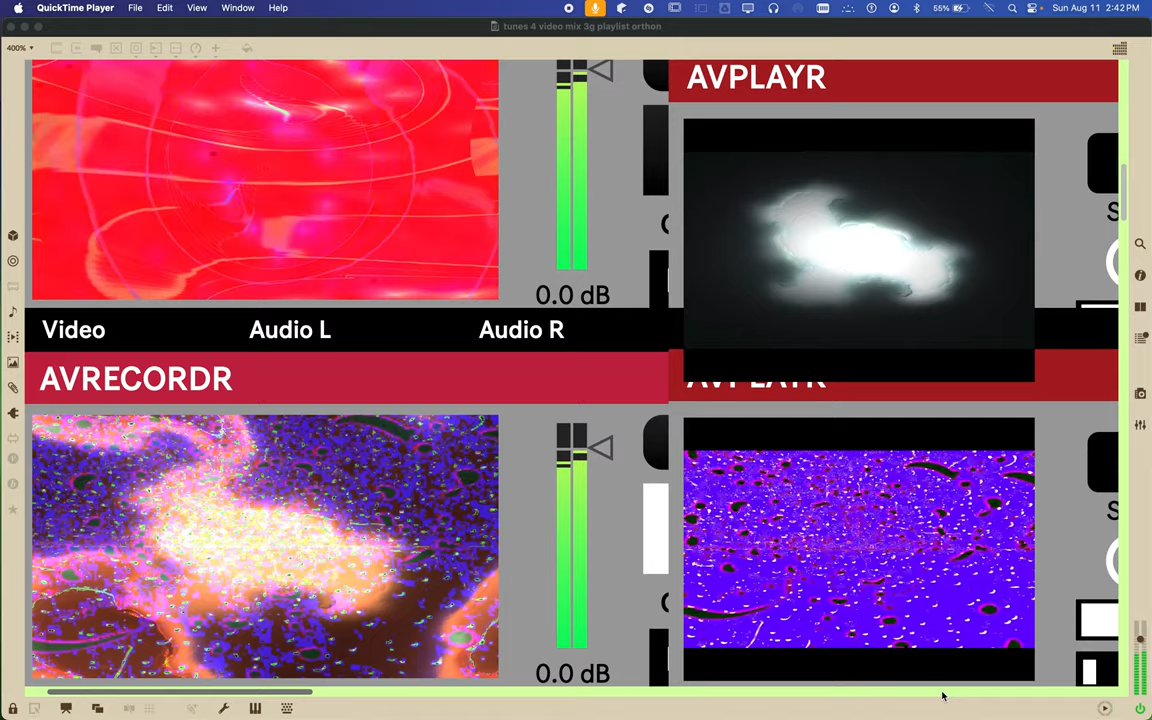 QuickTime Player File Edit View Window Help 55% Sun Aug 11 2:42 PM
tunes 4 video mix 3g playlist orthon
400%
AVPLAYR
S
0.0 dB
Video Audio L Audio R
AVRECORDR
AVPLAYR
S
0.0 dB